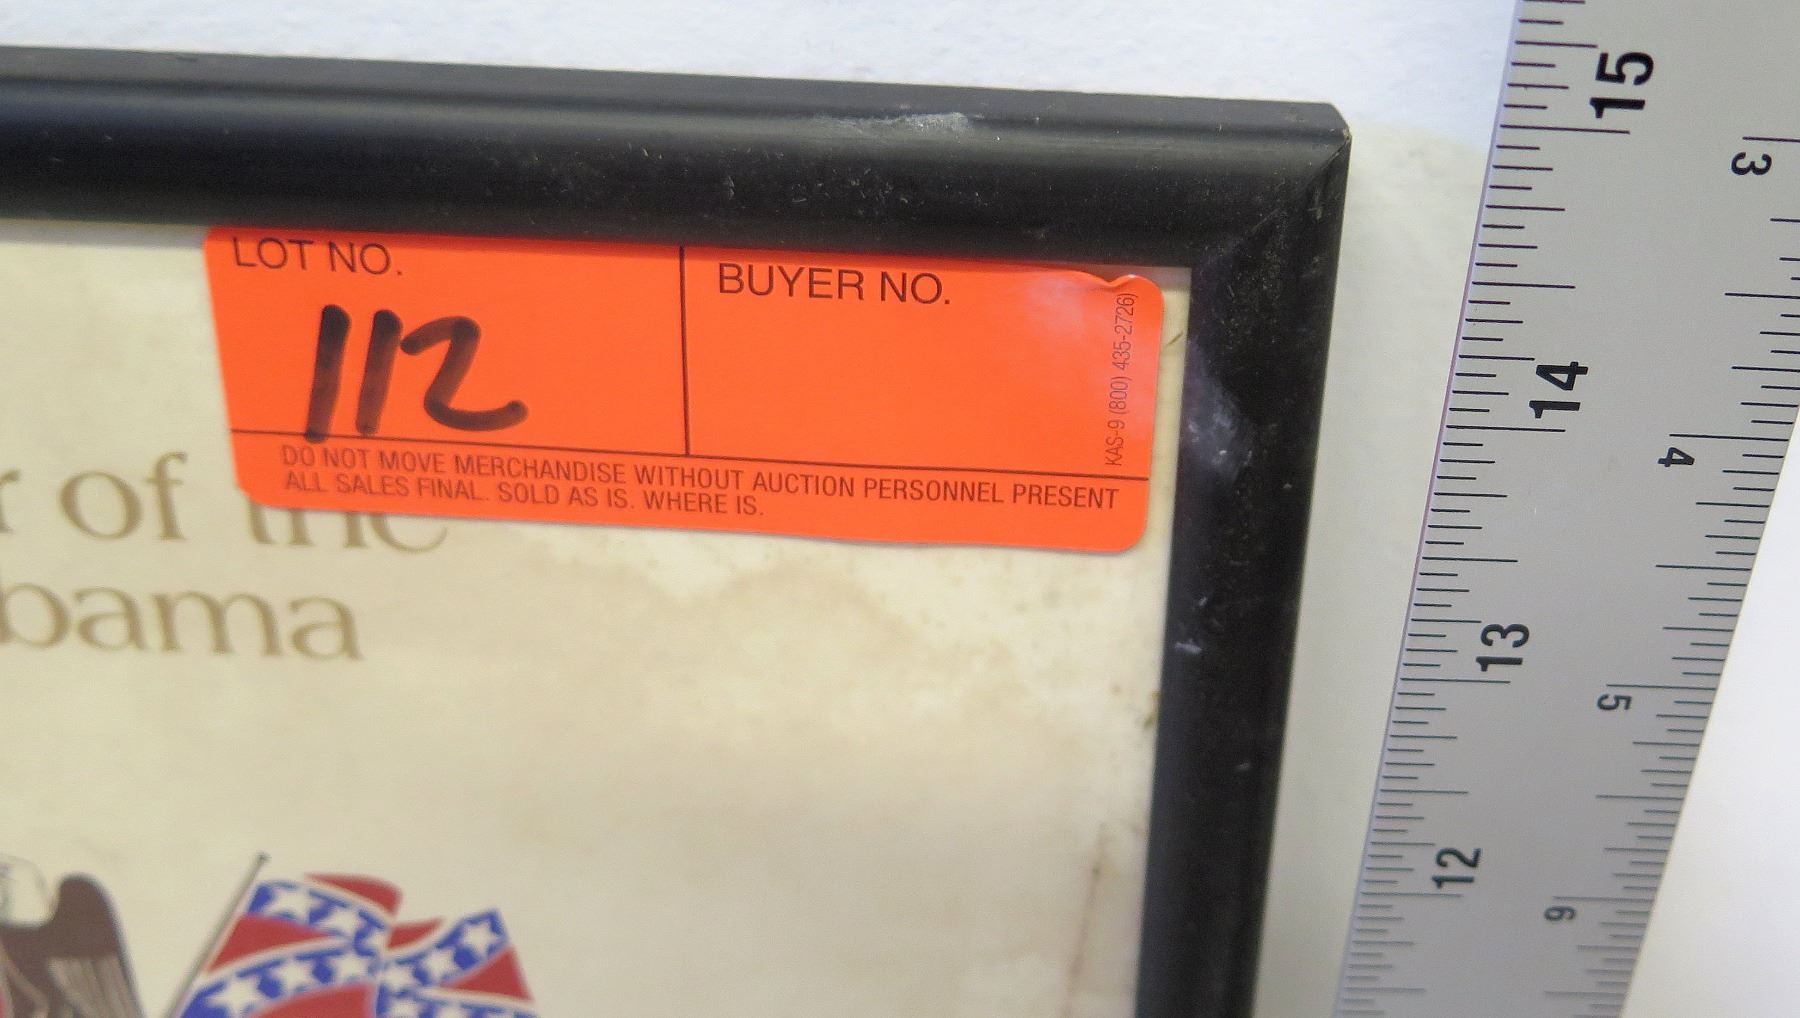 LOT NO.
BUYER NO.
112
KAS-9 (800) 435-2726)
DO NOT MOVE MERCHANDISE WITHOUT AUCTION PERSONNEL PRESENT
ALL SALES FINAL. SOLD AS IS. WHERE IS.
r of the
bama
15
14
13
12
3
4
5
6